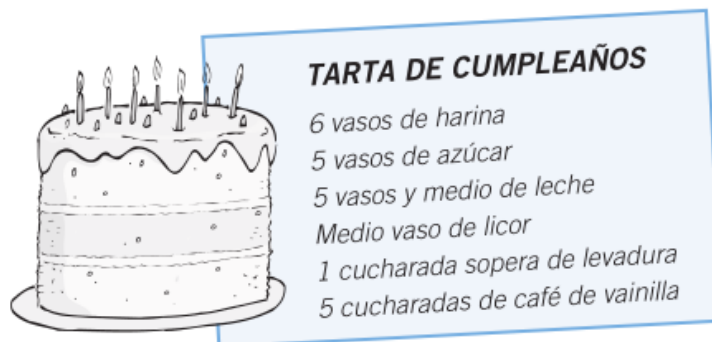 TARTA DE CUMPLEAÑOS
6 vasos de harina
5 vasos de azúcar
5 vasos y medio de leche
Medio vaso de licor
1 cucharada sopera de levadura
5 cucharadas de café de vainilla